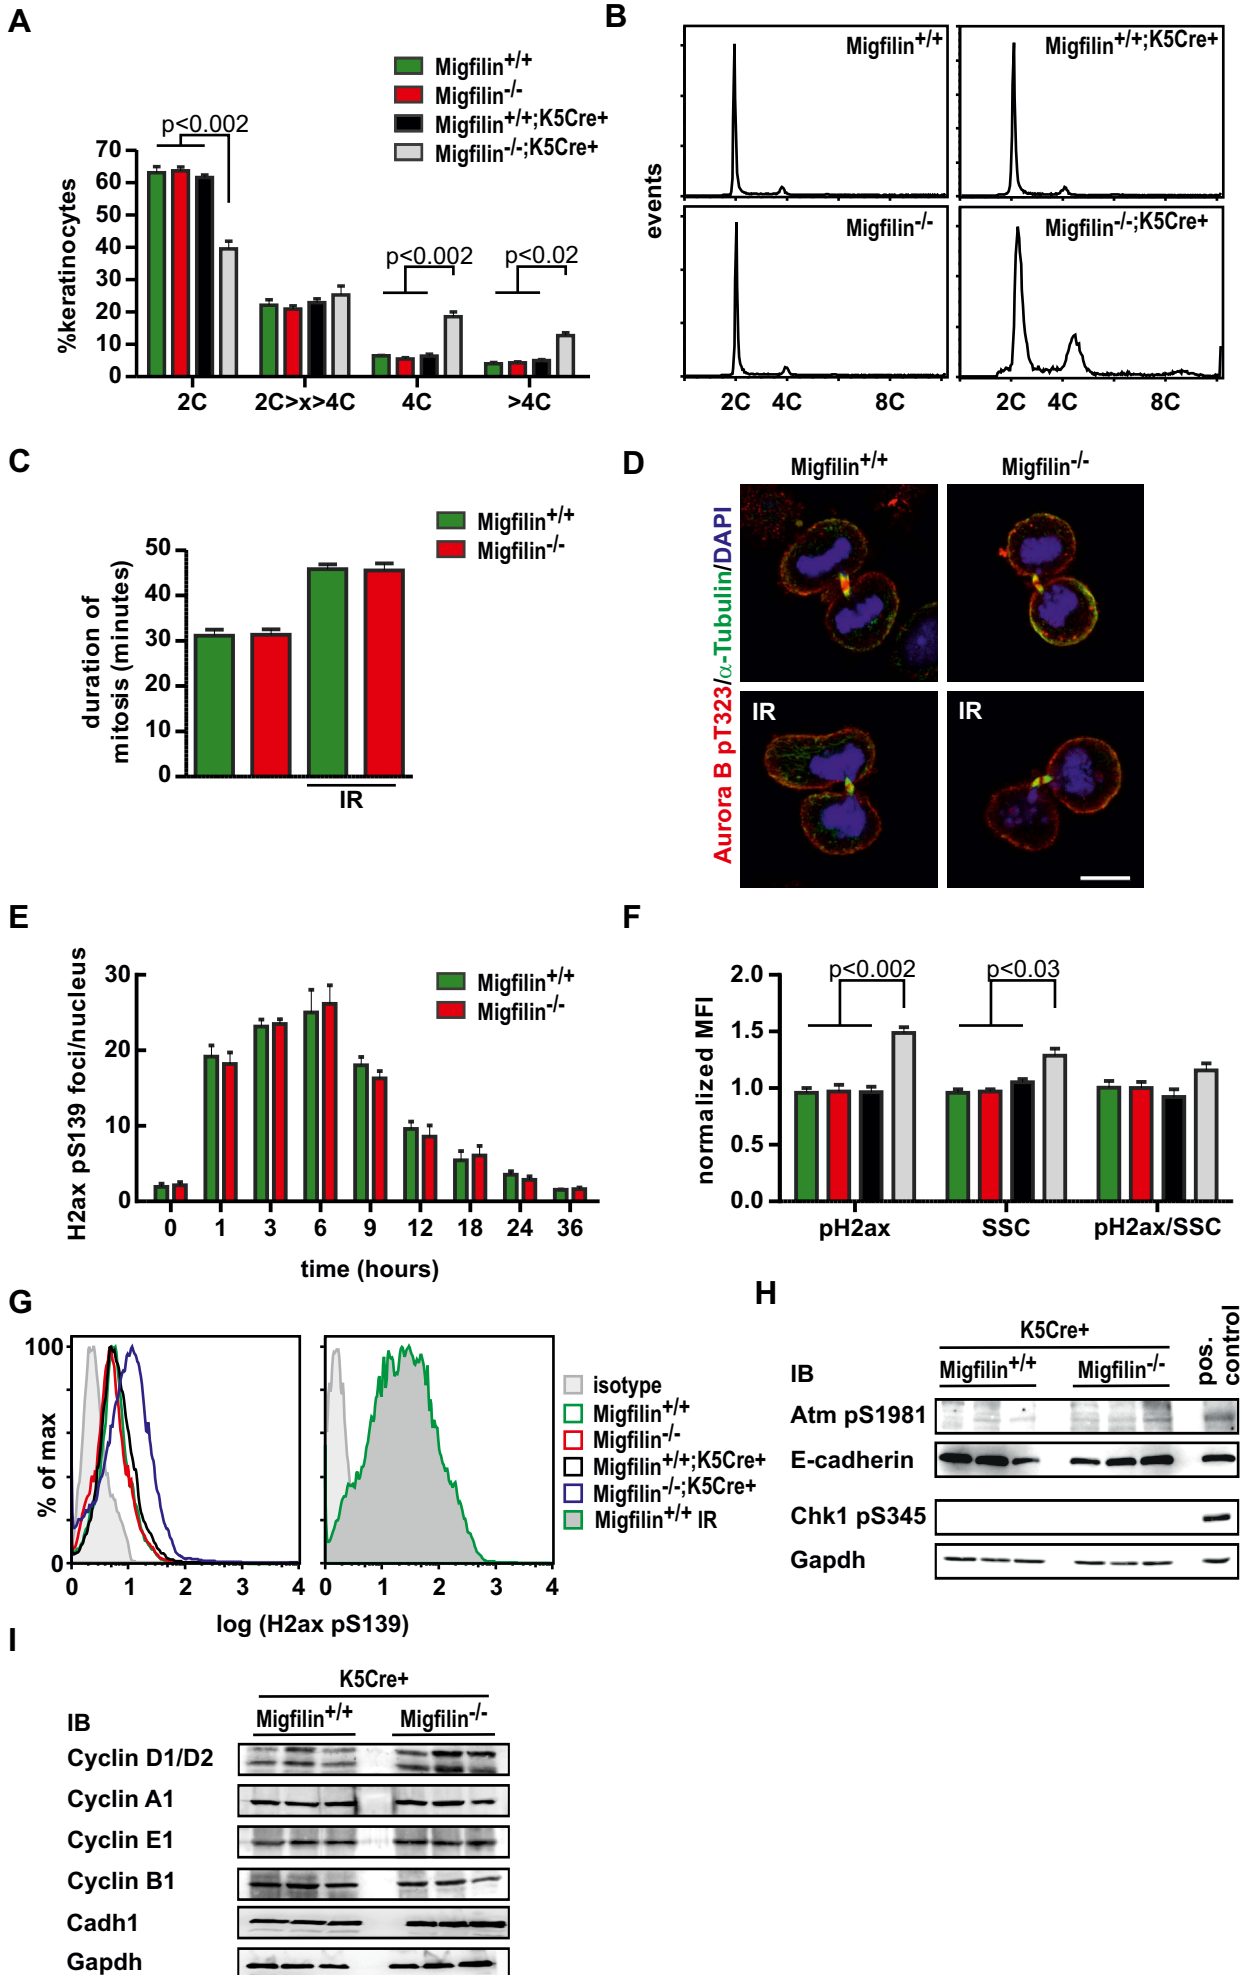 A
Migfilin+/+
Migfilin-/-
Migfilin+/+;K5Cre+
Migfilin-/-;K5Cre+
p<0.002
p<0.002
p<0.02
%keratinocytes
70
60
50
40
30
20
10
0
2C
2C>x>4C
4C
>4C
B
Migfilin+/+
Migfilin+/+;K5Cre+
Migfilin-/-
Migfilin-/-;K5Cre+
events
2C 4C 8C
2C 4C 8C
C
Migfilin+/+
Migfilin-/-
duration of
mitosis (minutes)
50
40
30
20
10
0
IR
D
Migfilin+/+
Migfilin-/-
Aurora B pT323/α-Tubulin/DAPI
IR
IR
E
H2ax pS139 foci/nucleus
30
20
10
0
Migfilin+/+
Migfilin-/-
0 1 3 6 9 12 18 24 36
time (hours)
F
normalized MFI
2.0
1.5
1.0
0.5
0.0
p<0.002
p<0.03
pH2ax
SSC
pH2ax/SSC
G
% of max
100
0
0 1 2 3 4
0 1 2 3 4
log (H2ax pS139)
isotype
Migfilin+/+
Migfilin-/-
Migfilin+/+;K5Cre+
Migfilin-/-;K5Cre+
Migfilin+/+ IR
H
K5Cre+
pos.
control
IB
Migfilin+/+
Migfilin-/-
Atm pS1981
E-cadherin
Chk1 pS345
Gapdh
I
K5Cre+
IB
Migfilin+/+
Migfilin-/-
Cyclin D1/D2
Cyclin A1
Cyclin E1
Cyclin B1
Cadh1
Gapdh